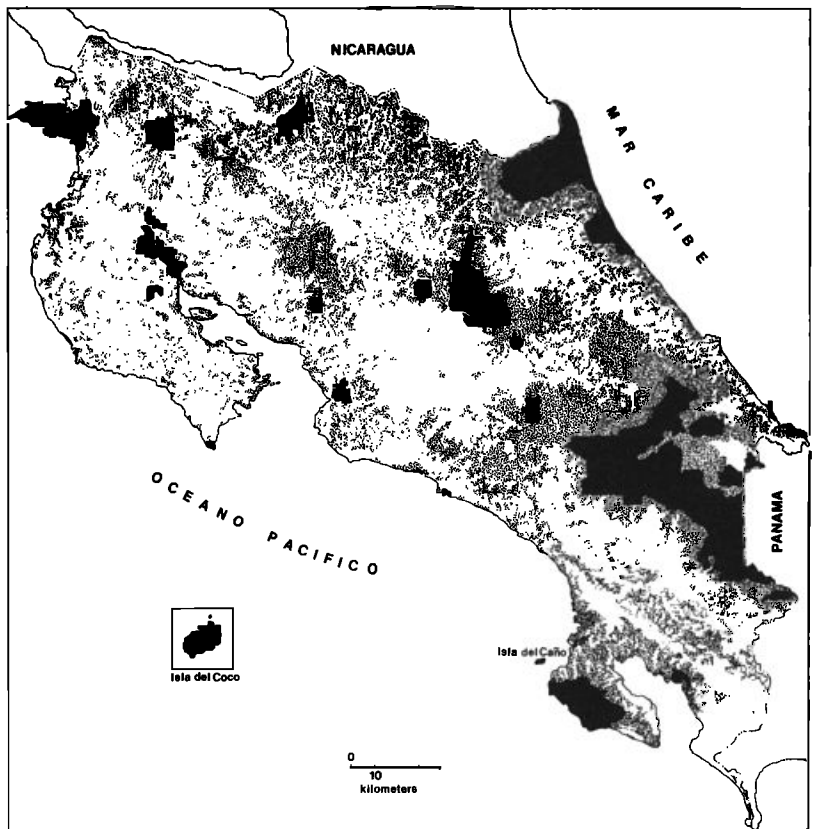 NICARAGUA
MAR CARIBE
OCEANO PACIFICO
PANAMA
Isla del Caño
Isla del Coco
0
10
kilometers